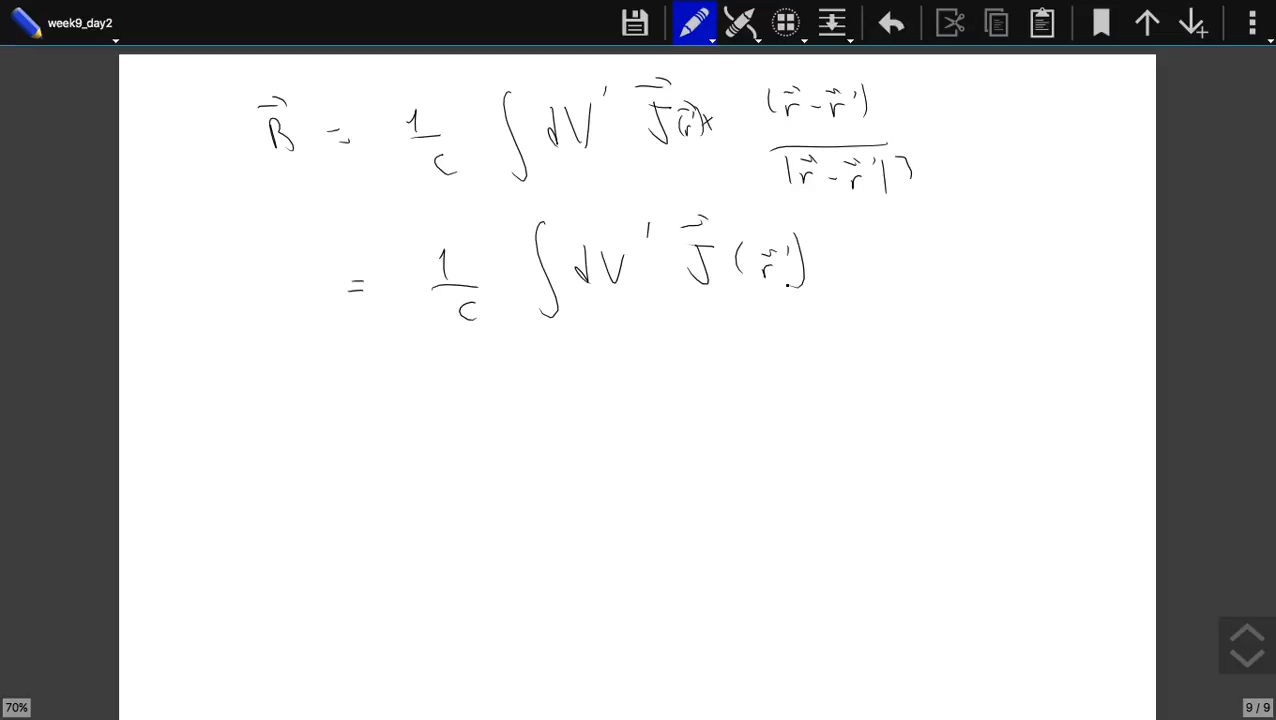 week9_day2
B⃗ = 1/c ∫ dV' J⃗(r⃗') × (r⃗ - r⃗')/|r⃗ - r⃗'|³
= 1/c ∫ dV' J⃗(r⃗')
70%
9 / 9